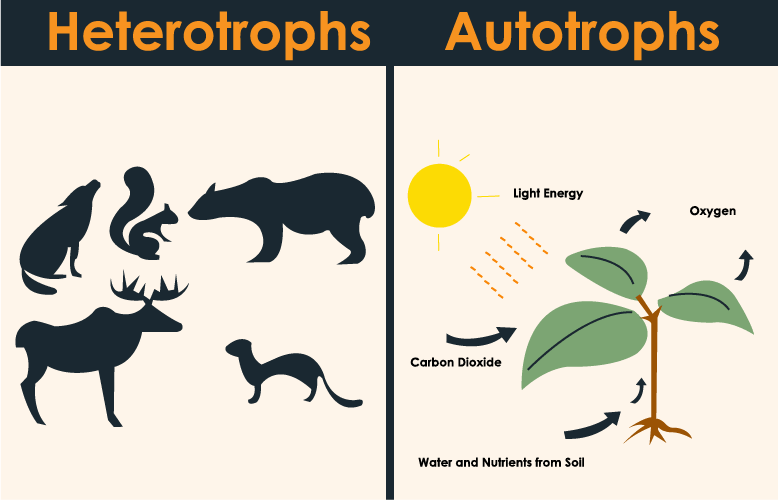 Heterotrophs
Autotrophs
Light Energy
Oxygen
Carbon Dioxide
Water and Nutrients from Soil